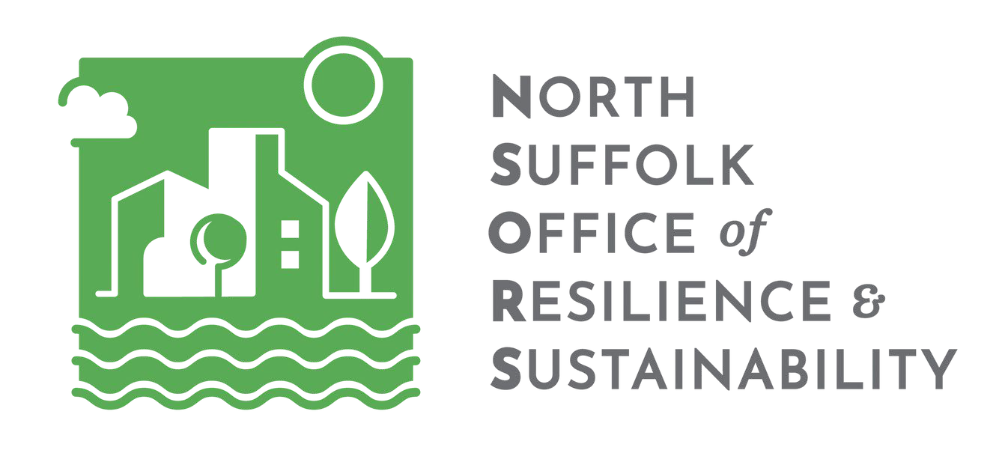 NORTH
SUFFOLK
OFFICE of
RESILIENCE &
SUSTAINABILITY